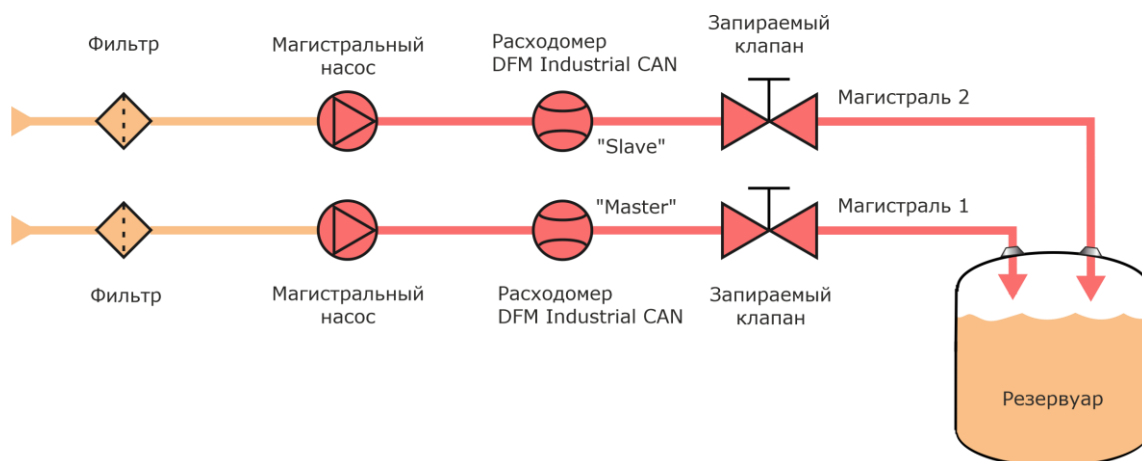 Фильтр
Магистральный
насос
Расходомер
DFM Industrial CAN
Запираемый
клапан
Магистраль 2
"Slave"
"Master"
Магистраль 1
Фильтр
Магистральный
насос
Расходомер
DFM Industrial CAN
Запираемый
клапан
Резервуар